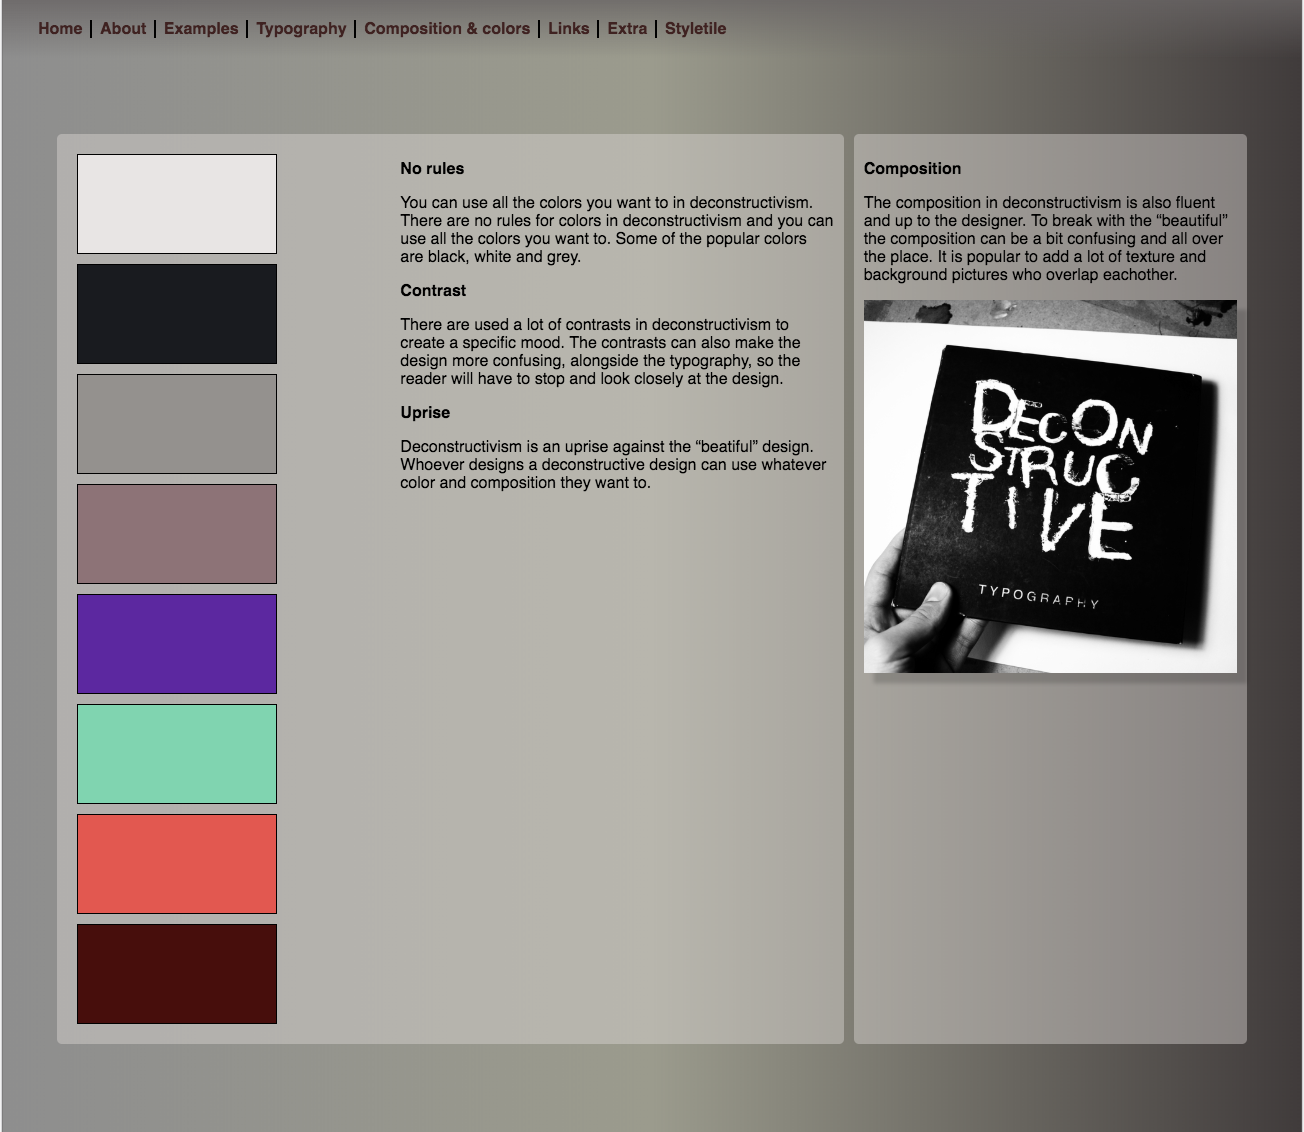 Home | About | Examples | Typography | Composition & colors | Links | Extra | Styletile
No rules
You can use all the colors you want to in deconstructivism.
There are no rules for colors in deconstructivism and you can
use all the colors you want to. Some of the popular colors
are black, white and grey.
Contrast
There are used a lot of contrasts in deconstructivism to
create a specific mood. The contrasts can also make the
design more confusing, alongside the typography, so the
reader will have to stop and look closely at the design.
Uprise
Deconstructivism is an uprise against the “beatiful” design.
Whoever designs a deconstructive design can use whatever
color and composition they want to.
Composition
The composition in deconstructivism is also fluent
and up to the designer. To break with the “beautiful”
the composition can be a bit confusing and all over
the place. It is popular to add a lot of texture and
background pictures who overlap eachother.
DECON
STRUC
TIVE
TYPOGRAPHY